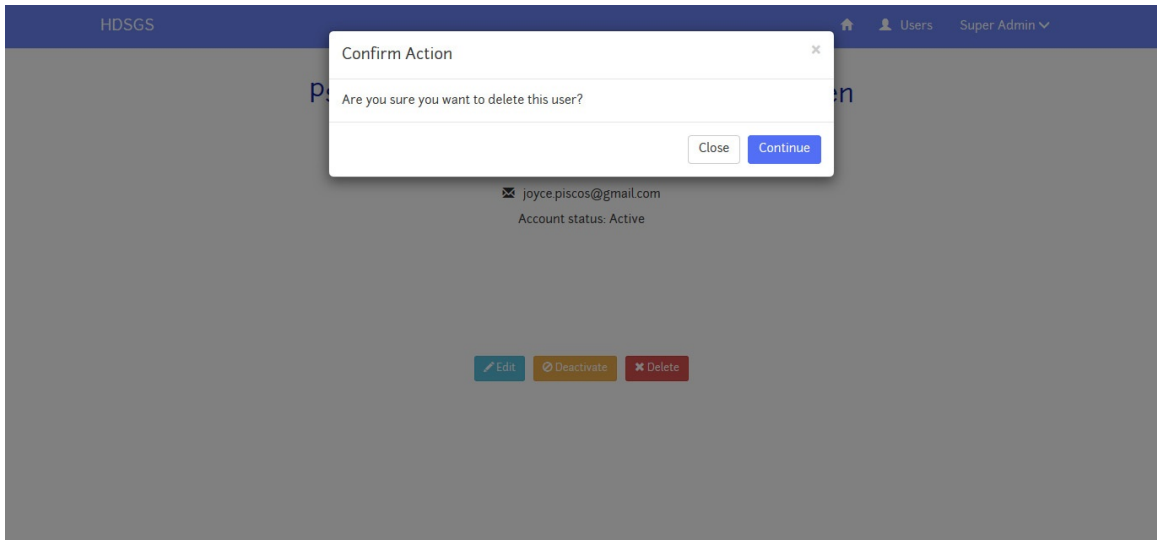 HDSGS Users Super Admin
Confirm Action ×
Are you sure you want to delete this user?
Close Continue
joyce.piscos@gmail.com
Account status: Active
Edit Deactivate Delete